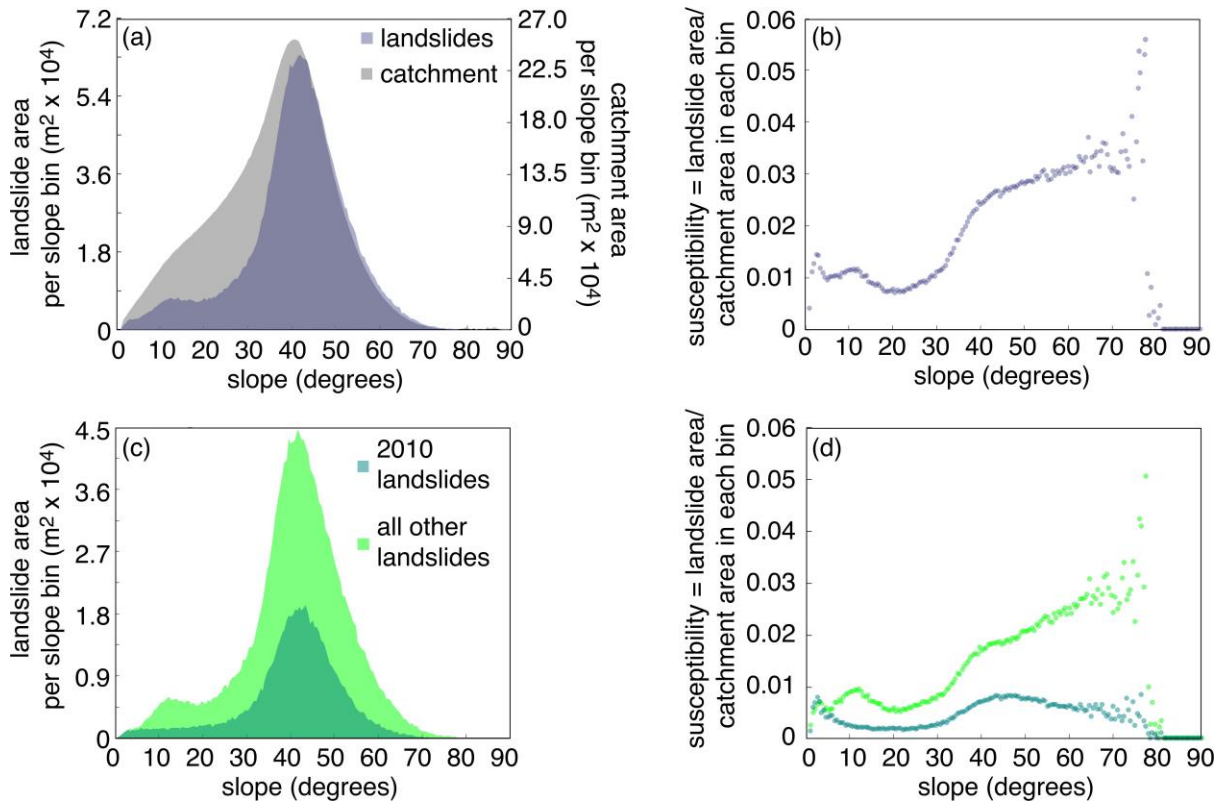 (a)
landslides
catchment
7.2
5.4
3.6
1.8
0
landslide area
per slope bin (m² x 10⁴)
27.0
22.5
18.0
13.5
9.0
4.5
0
catchment area
per slope bin (m² x 10⁴)
0 10 20 30 40 50 60 70 80 90
slope (degrees)
(b)
0.06
0.05
0.04
0.03
0.02
0.01
0
susceptibility = landslide area/
catchment area in each bin
0 10 20 30 40 50 60 70 80 90
slope (degrees)
(c)
2010
landslides
all other
landslides
4.5
3.6
2.7
1.8
0.9
0
landslide area
per slope bin (m² x 10⁴)
0 10 20 30 40 50 60 70 80 90
slope (degrees)
(d)
0.06
0.05
0.04
0.03
0.02
0.01
0
susceptibility = landslide area/
catchment area in each bin
0 10 20 30 40 50 60 70 80 90
slope (degrees)